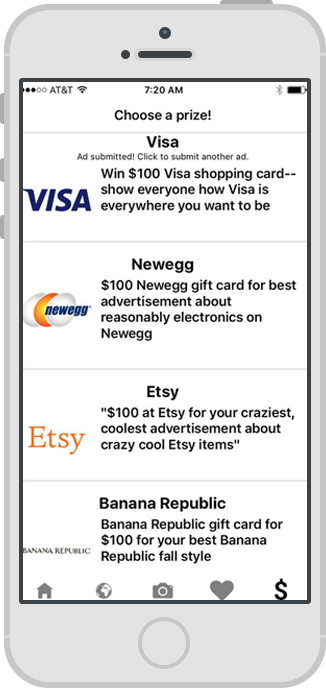 AT&T 7:20 AM
Choose a prize!
Visa
Ad submitted! Click to submit another ad.
VISA
Win $100 Visa shopping card--
show everyone how Visa is
everywhere you want to be
Newegg
newegg
$100 Newegg gift card for best
advertisement about
reasonably electronics on
Newegg
Etsy
Etsy
"$100 at Etsy for your craziest,
coolest advertisement about
crazy cool Etsy items"
Banana Republic
BANANA REPUBLIC
Banana Republic gift card for
$100 for your best Banana
Republic fall style
$